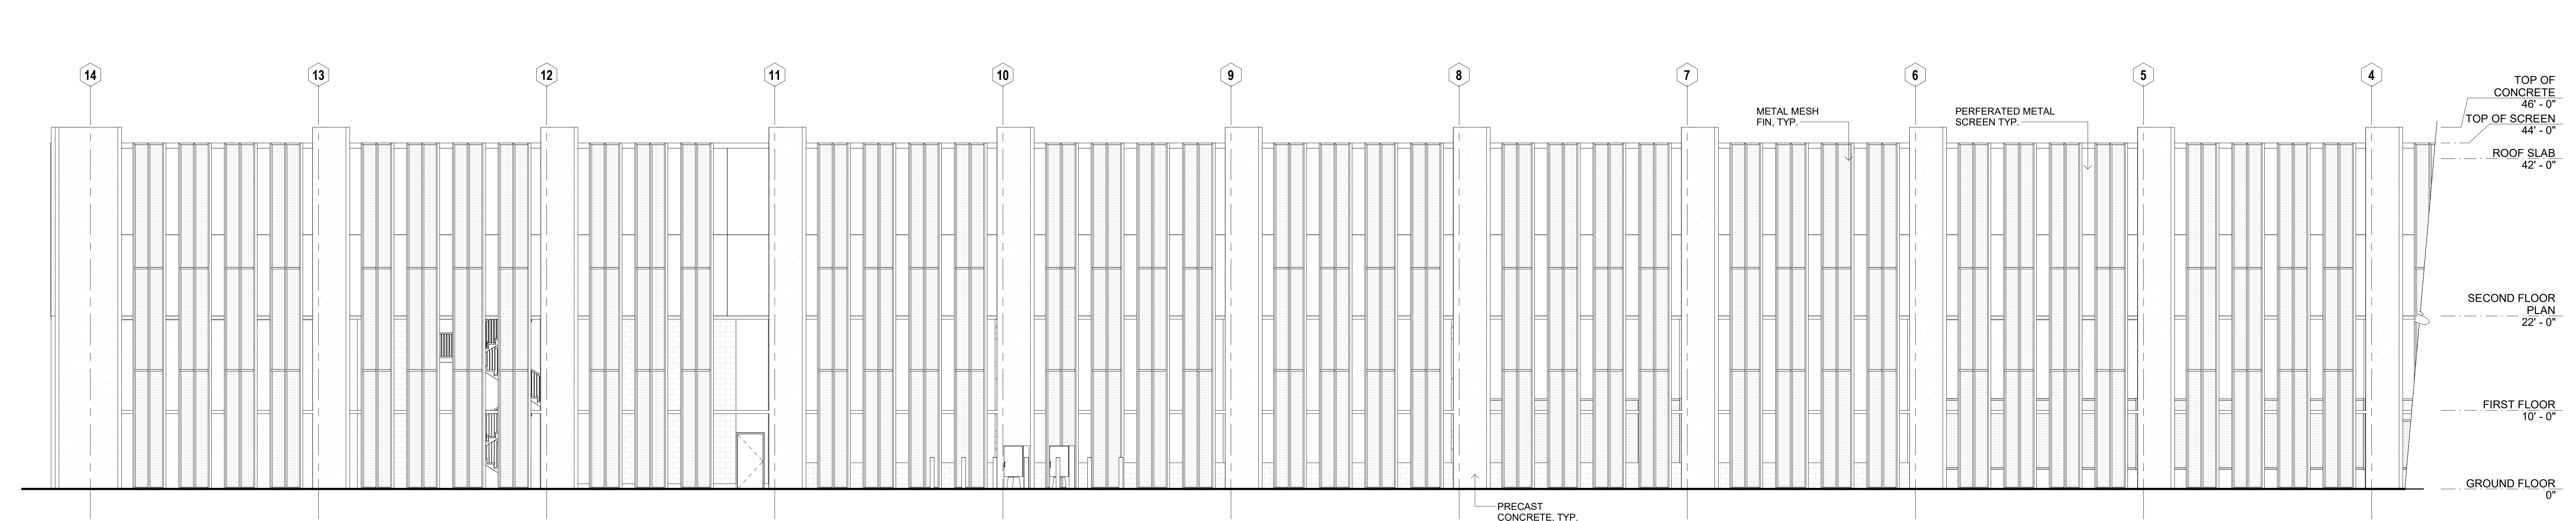 14
13
12
11
10
9
8
7
6
5
4
METAL MESH
FIN, TYP.
PERFERATED METAL
SCREEN TYP.
TOP OF
CONCRETE
46' - 0"
TOP OF SCREEN
44' - 0"
ROOF SLAB
42' - 0"
SECOND FLOOR
PLAN
22' - 0"
FIRST FLOOR
10' - 0"
GROUND FLOOR
0"
PRECAST
CONCRETE, TYP.